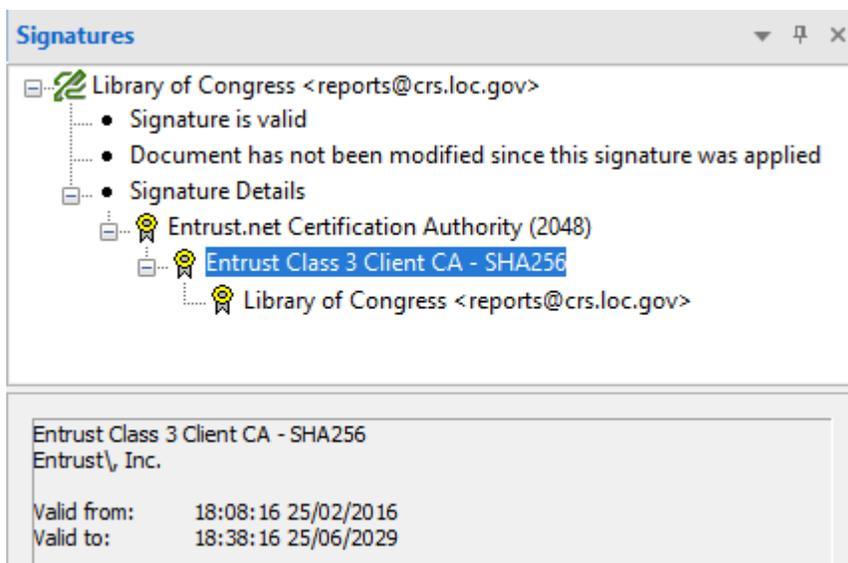 Signatures
Library of Congress <reports@crs.loc.gov>
Signature is valid
Document has not been modified since this signature was applied
Signature Details
Entrust.net Certification Authority (2048)
Entrust Class 3 Client CA - SHA256
Library of Congress <reports@crs.loc.gov>
Entrust Class 3 Client CA - SHA256
Entrust\, Inc.
Valid from: 18:08:16 25/02/2016
Valid to: 18:38:16 25/06/2029